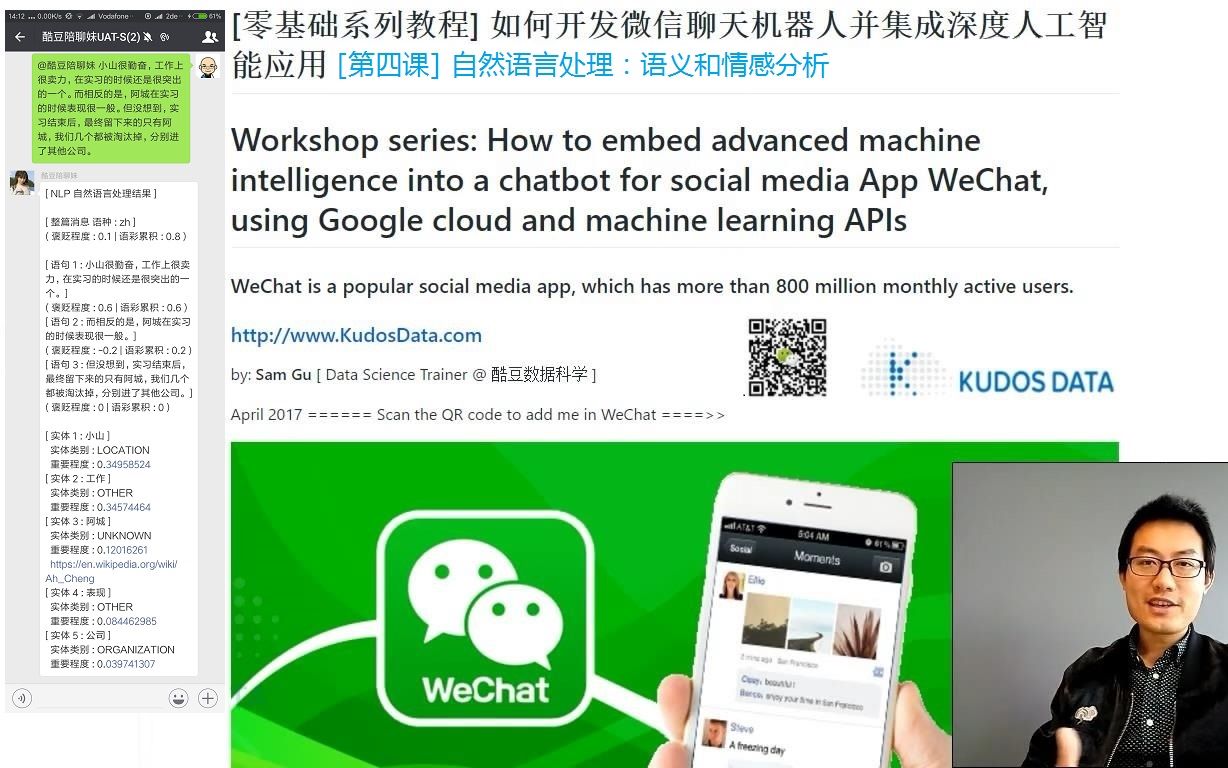 14:12 ... 0.00K/s Vodafone 2de 61%
酷豆陪聊妹UAT-S(2)
@酷豆陪聊妹 小山很勤奋，工作上
很卖力，在实习的时候还是很突出
的一个。而相反的是，阿城在实习
的时候表现很一般。但没想到，实
习结束后，最终留下来的只有阿
城，我们几个都被淘汰掉，分别进
了其他公司。
酷豆陪聊妹
[ NLP 自然语言处理结果 ]
[ 整篇消息 语种 : zh ]
( 褒贬程度 : 0.1 | 语彩累积 : 0.8 )
[ 语句 1 : 小山很勤奋，工作上很卖
力，在实习的时候还是很突出的一
个。]
( 褒贬程度 : 0.6 | 语彩累积 : 0.6 )
[ 语句 2 : 而相反的是，阿城在实习
的时候表现很一般。]
( 褒贬程度 : -0.2 | 语彩累积 : 0.2 )
[ 语句 3 : 但没想到，实习结束后，
最终留下来的只有阿城，我们几个
都被淘汰掉，分别进了其他公司。]
( 褒贬程度 : 0 | 语彩累积 : 0 )
[ 实体 1 : 小山 ]
实体类别 : LOCATION
重要程度 : 0.34958524
[ 实体 2 : 工作 ]
实体类别 : OTHER
重要程度 : 0.34574464
[ 实体 3 : 阿城 ]
实体类别 : UNKNOWN
重要程度 :
https://en.wikipedia.org/wiki/
Ah_Cheng
[ 实体 4 : 表现 ]
实体类别 : OTHER
重要程度 : 0.084462985
[ 实体 5 : 公司 ]
实体类别 : ORGANIZATION
重要程度 : 0.039741307
[零基础系列教程] 如何开发微信聊天机器人并集成深度人工智
能应用 [第四课] 自然语言处理：语义和情感分析
Workshop series: How to embed advanced machine
intelligence into a chatbot for social media App WeChat,
using Google cloud and machine learning APIs
WeChat is a popular social media app, which has more than 800 million monthly active users.
http://www.KudosData.com
by: Sam Gu [ Data Science Trainer @ 酷豆数据科学 ]
April 2017 ====== Scan the QR code to add me in WeChat ====>>
KUDOS DATA
WeChat
AT&T 5:04 AM 61%
Social Moments
Ellie
2 mins ago San Francisco
Cissy: beautiful !
Bence: enjoy your time in San Francisco
Steve
A freezing day